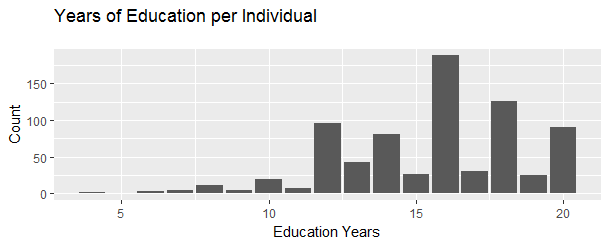 Years of Education per Individual
150
100
50
0
Count
5 10 15 20
Education Years